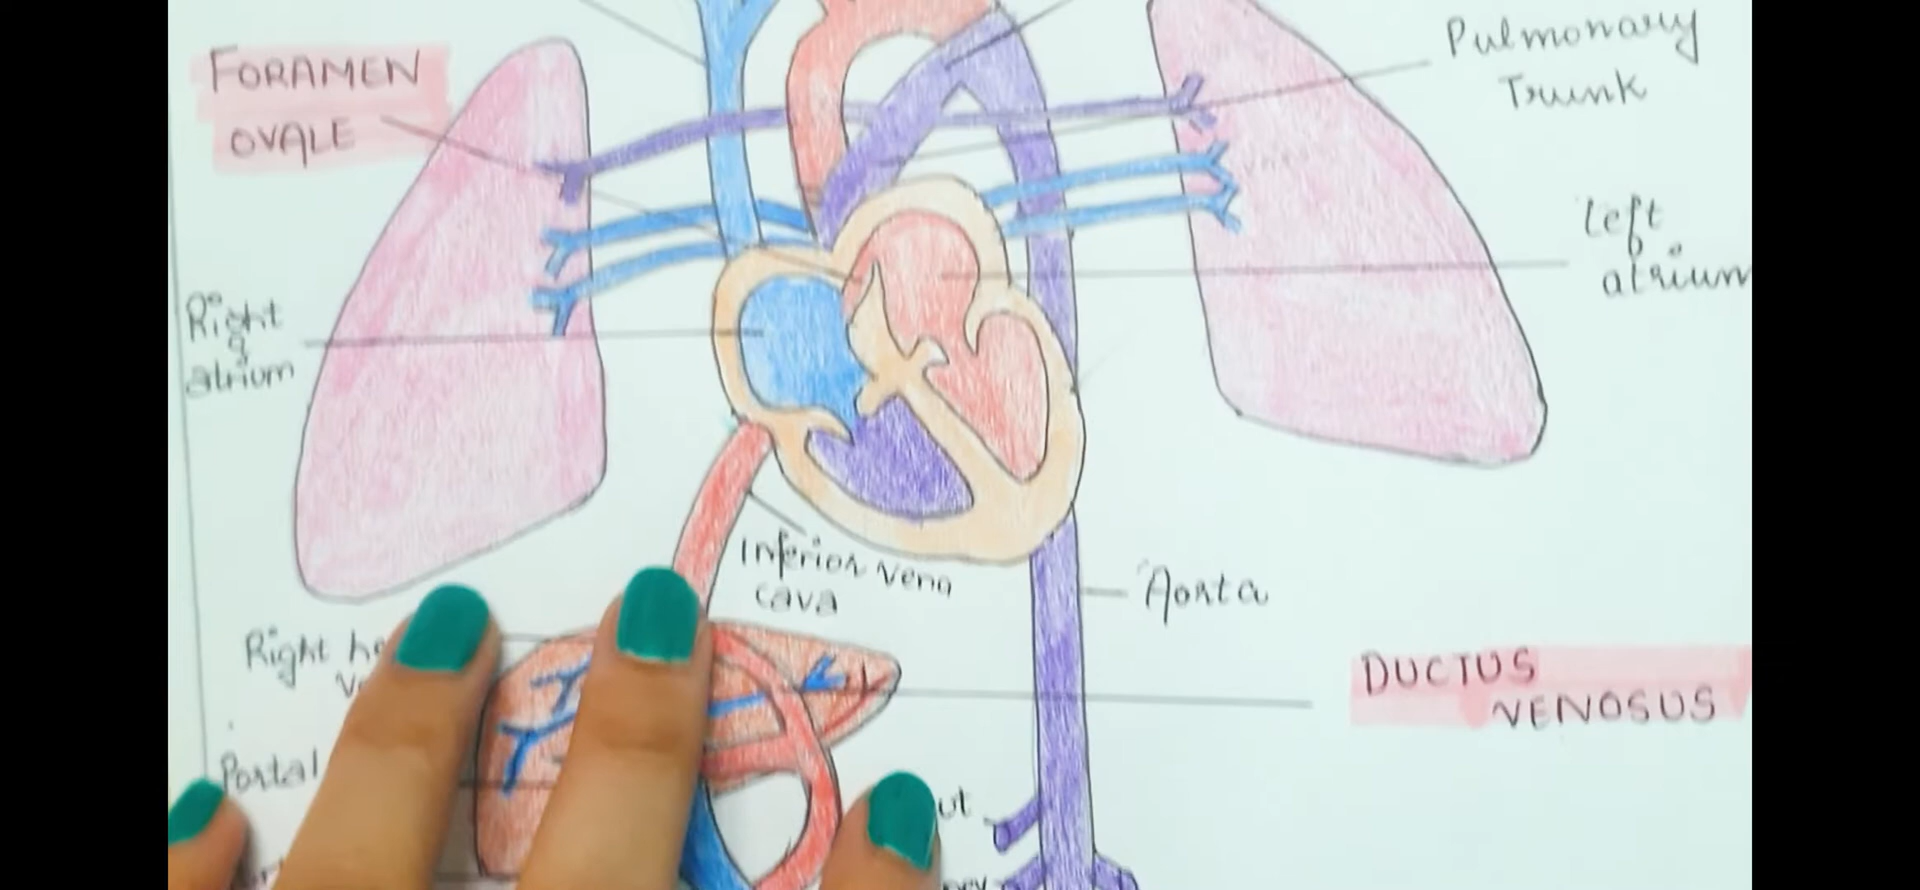 FORAMEN
OVALE
Pulmonary
Trunk
Left
atrium
Right
atrium
Inferior vena
cava
Aorta
Right
DUCTUS
VENOSUS
Portal